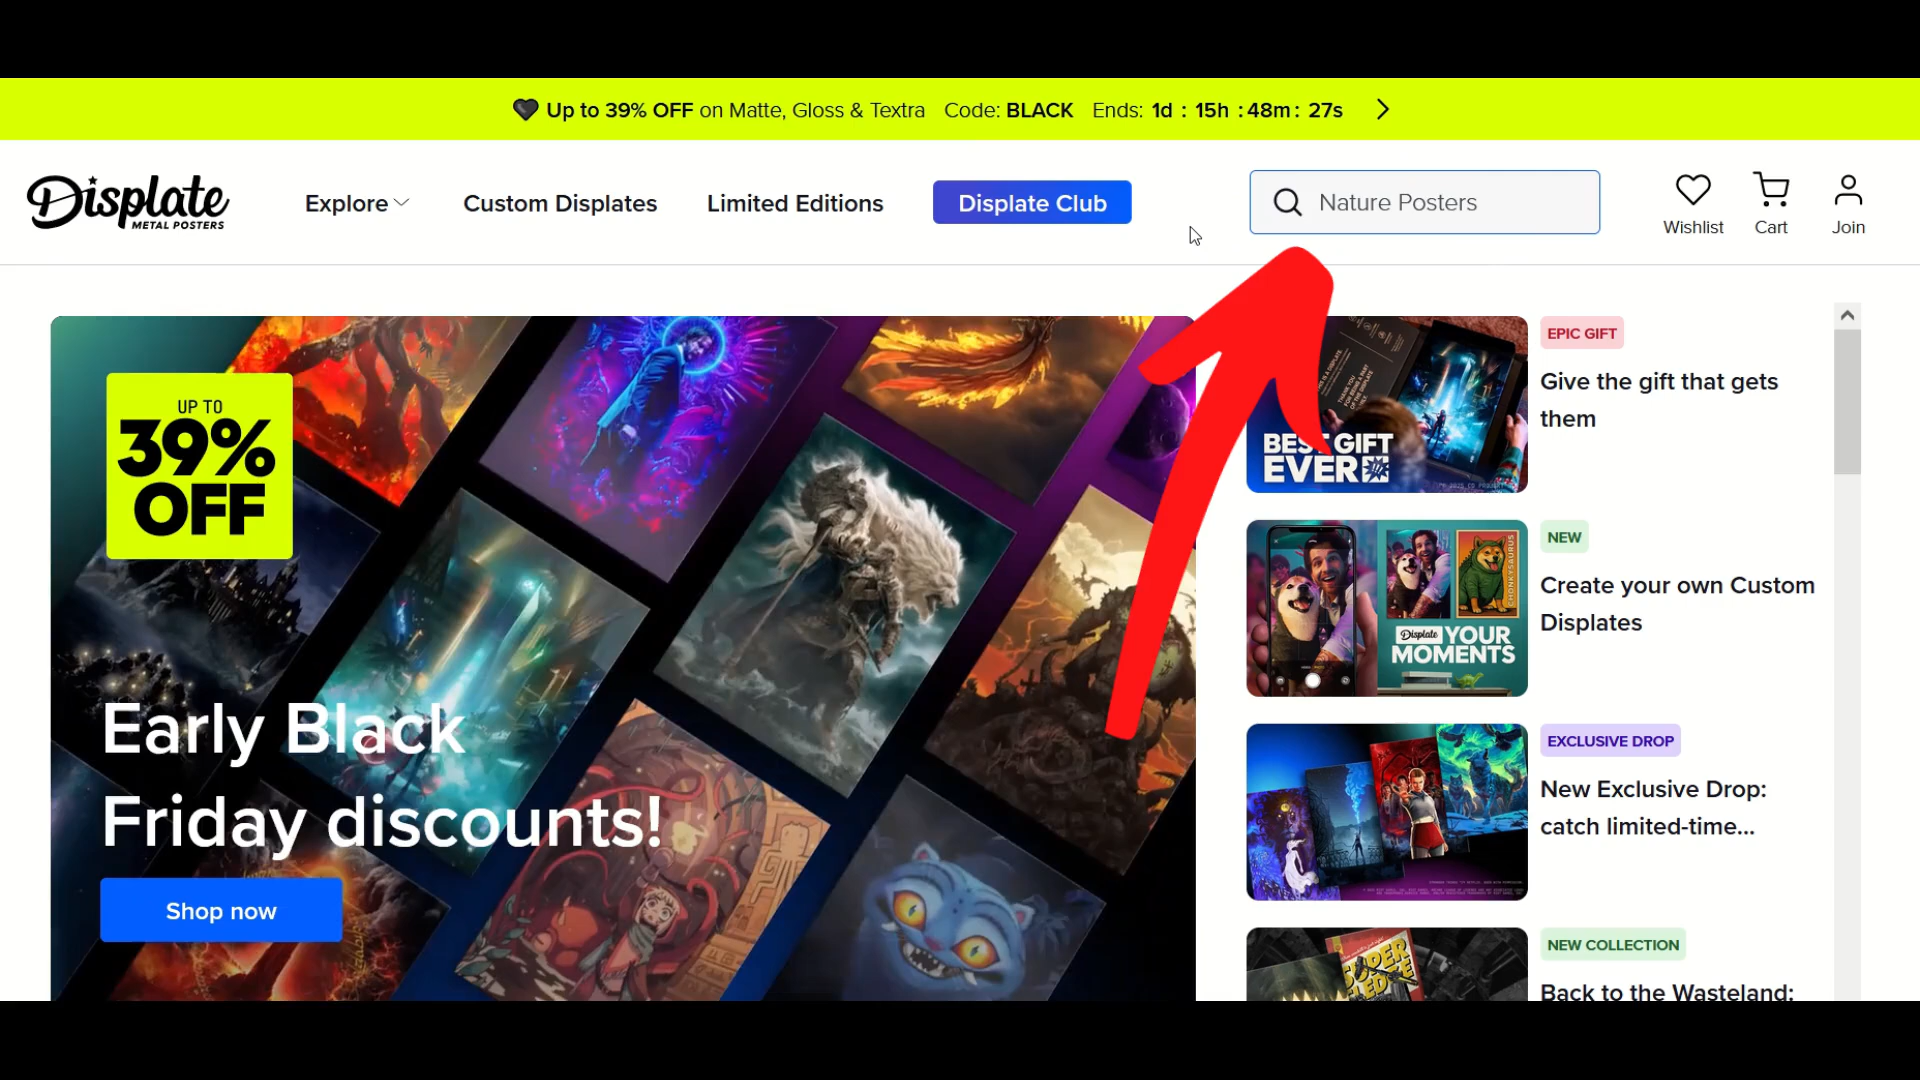 Up to 39% OFF on Matte, Gloss & Textra Code: BLACK Ends: 1d : 15h : 48m : 27s
Displate
METAL POSTERS
Explore
Custom Displates
Limited Editions
Displate Club
Nature Posters
Wishlist
Cart
Join
UP TO
39%
OFF
Early Black
Friday discounts!
Shop now
BEST GIFT
EVER
EPIC GIFT
Give the gift that gets
them
Displate YOUR
MOMENTS
CHONKYSAURUS
NEW
Create your own Custom
Displates
EXCLUSIVE DROP
New Exclusive Drop:
catch limited-time...
NEW COLLECTION
Back to the Wasteland: